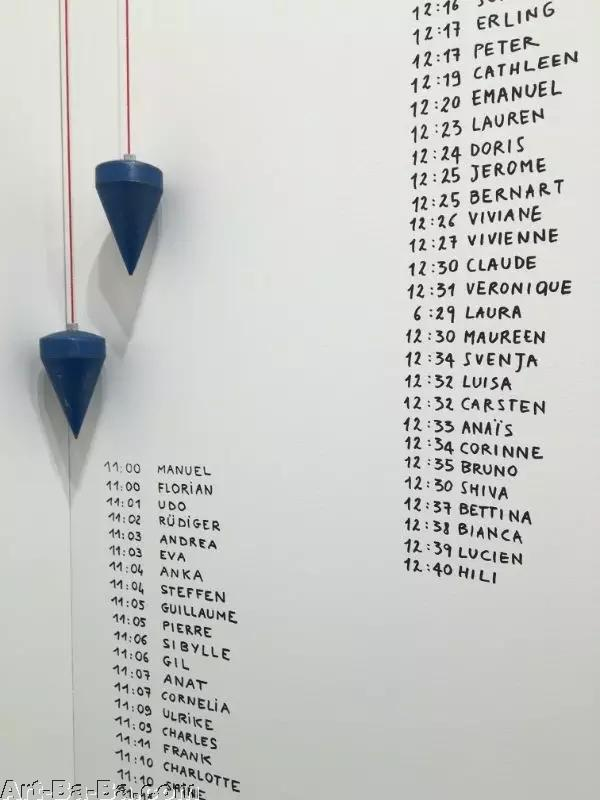 12:16
12:17 ERLING
12:17 PETER
12:19 CATHLEEN
12:20 EMANUEL
12:23 LAUREN
12:24 DORIS
12:25 JEROME
12:25 BERNART
12:26 VIVIANE
12:27 VIVIENNE
12:30 CLAUDE
12:31 VERONIQUE
6:29 LAURA
12:30 MAUREEN
12:34 SVENJA
12:32 LUISA
12:32 CARSTEN
12:33 ANAÏS
12:34 CORINNE
12:35 BRUNO
12:30 SHIVA
12:37 BETTINA
12:38 BIANCA
12:39 LUCIEN
12:40 HILI
11:00 MANUEL
11:00 FLORIAN
11:01 UDO
11:02 RÜDIGER
11:03 ANDREA
11:03 EVA
11:04 ANKA
11:04 STEFFEN
11:05 GUILLAUME
11:05 PIERRE
11:06 SIBYLLE
11:06 GIL
11:07 ANAT
11:07 CORNELIA
11:09 ULRIKE
11:09 CHARLES
11:11 FRANK
11:10 CHARLOTTE
11:10
Art-Ba-Ba.com